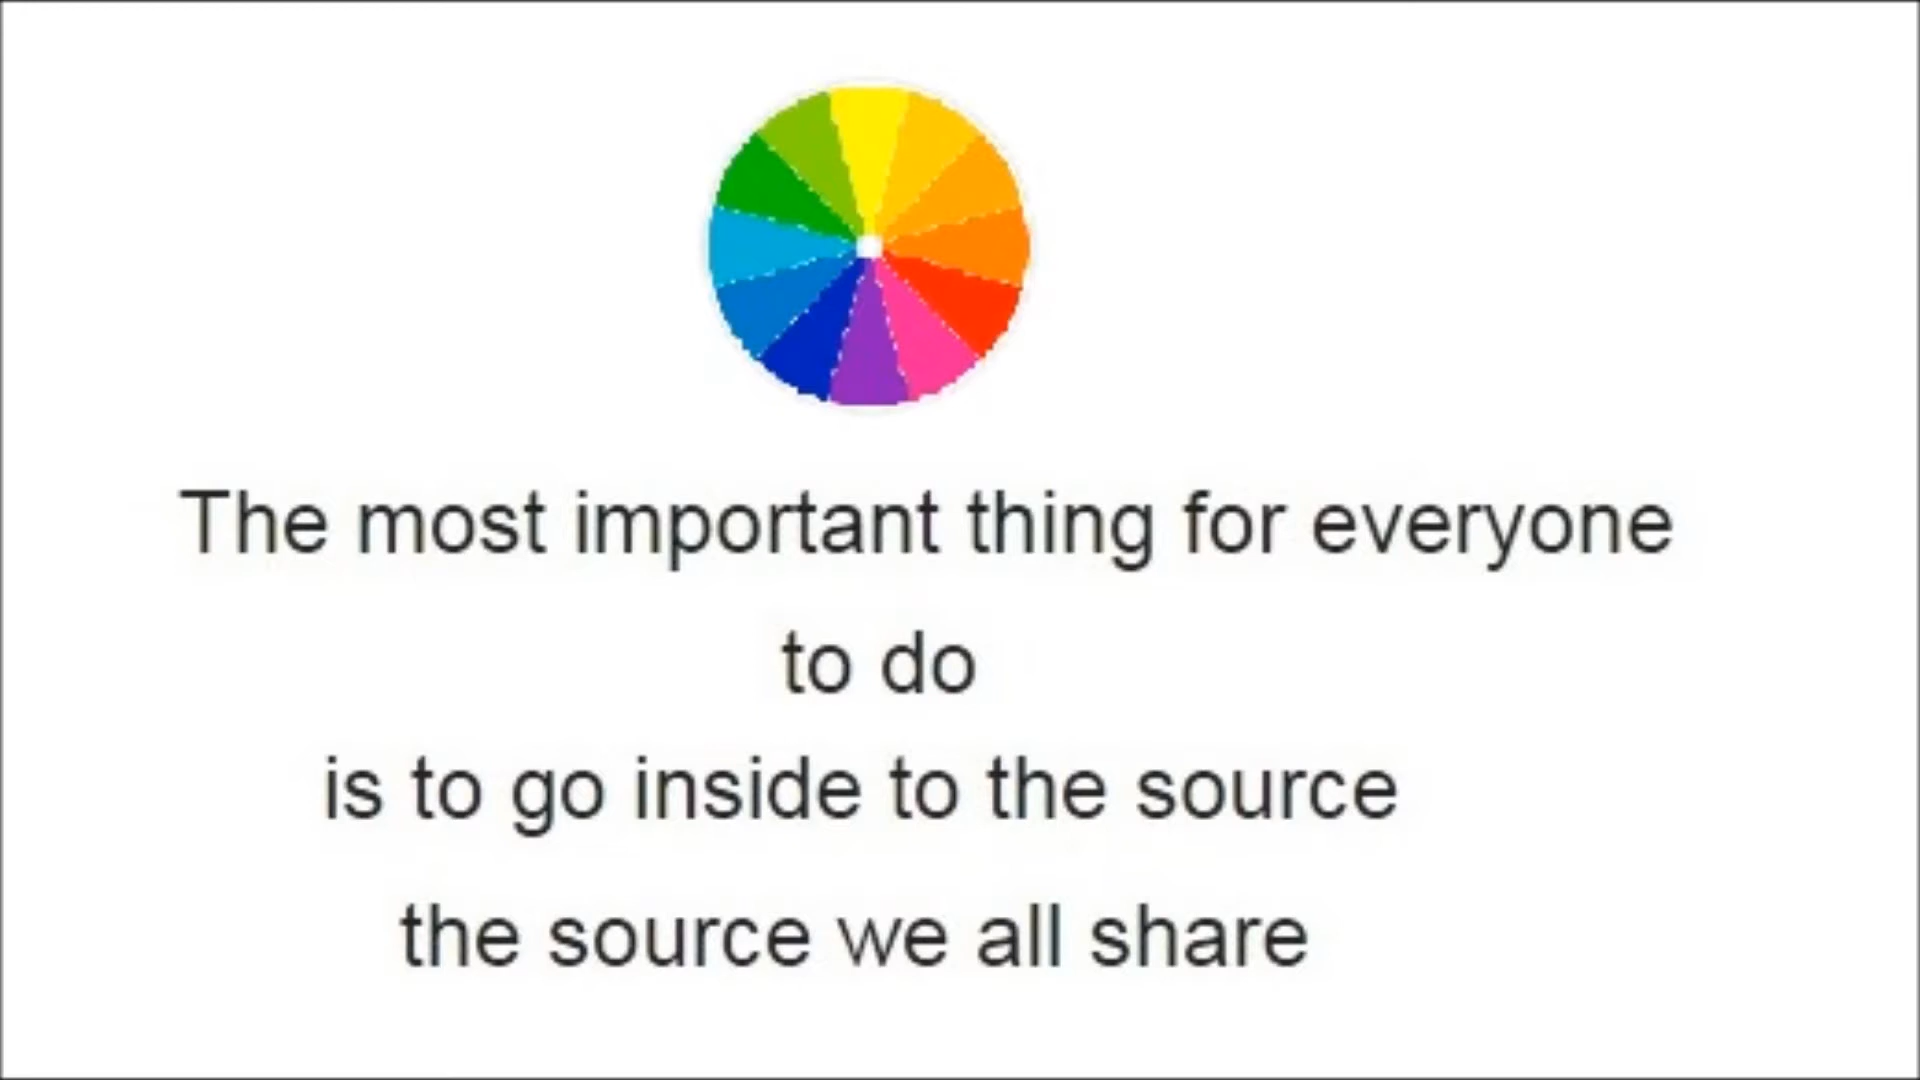 The most important thing for everyone
to do
is to go inside to the source
the source we all share